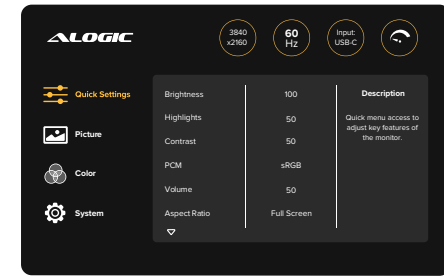 ALOGIC
3840
x2160
60
Hz
Input:
USB-C
Quick Settings
Picture
Color
System
Brightness 100
Highlights 50
Contrast 50
PCM sRGB
Volume 50
Aspect Ratio Full Screen
Description
Quick menu access to
adjust key features of
the monitor.